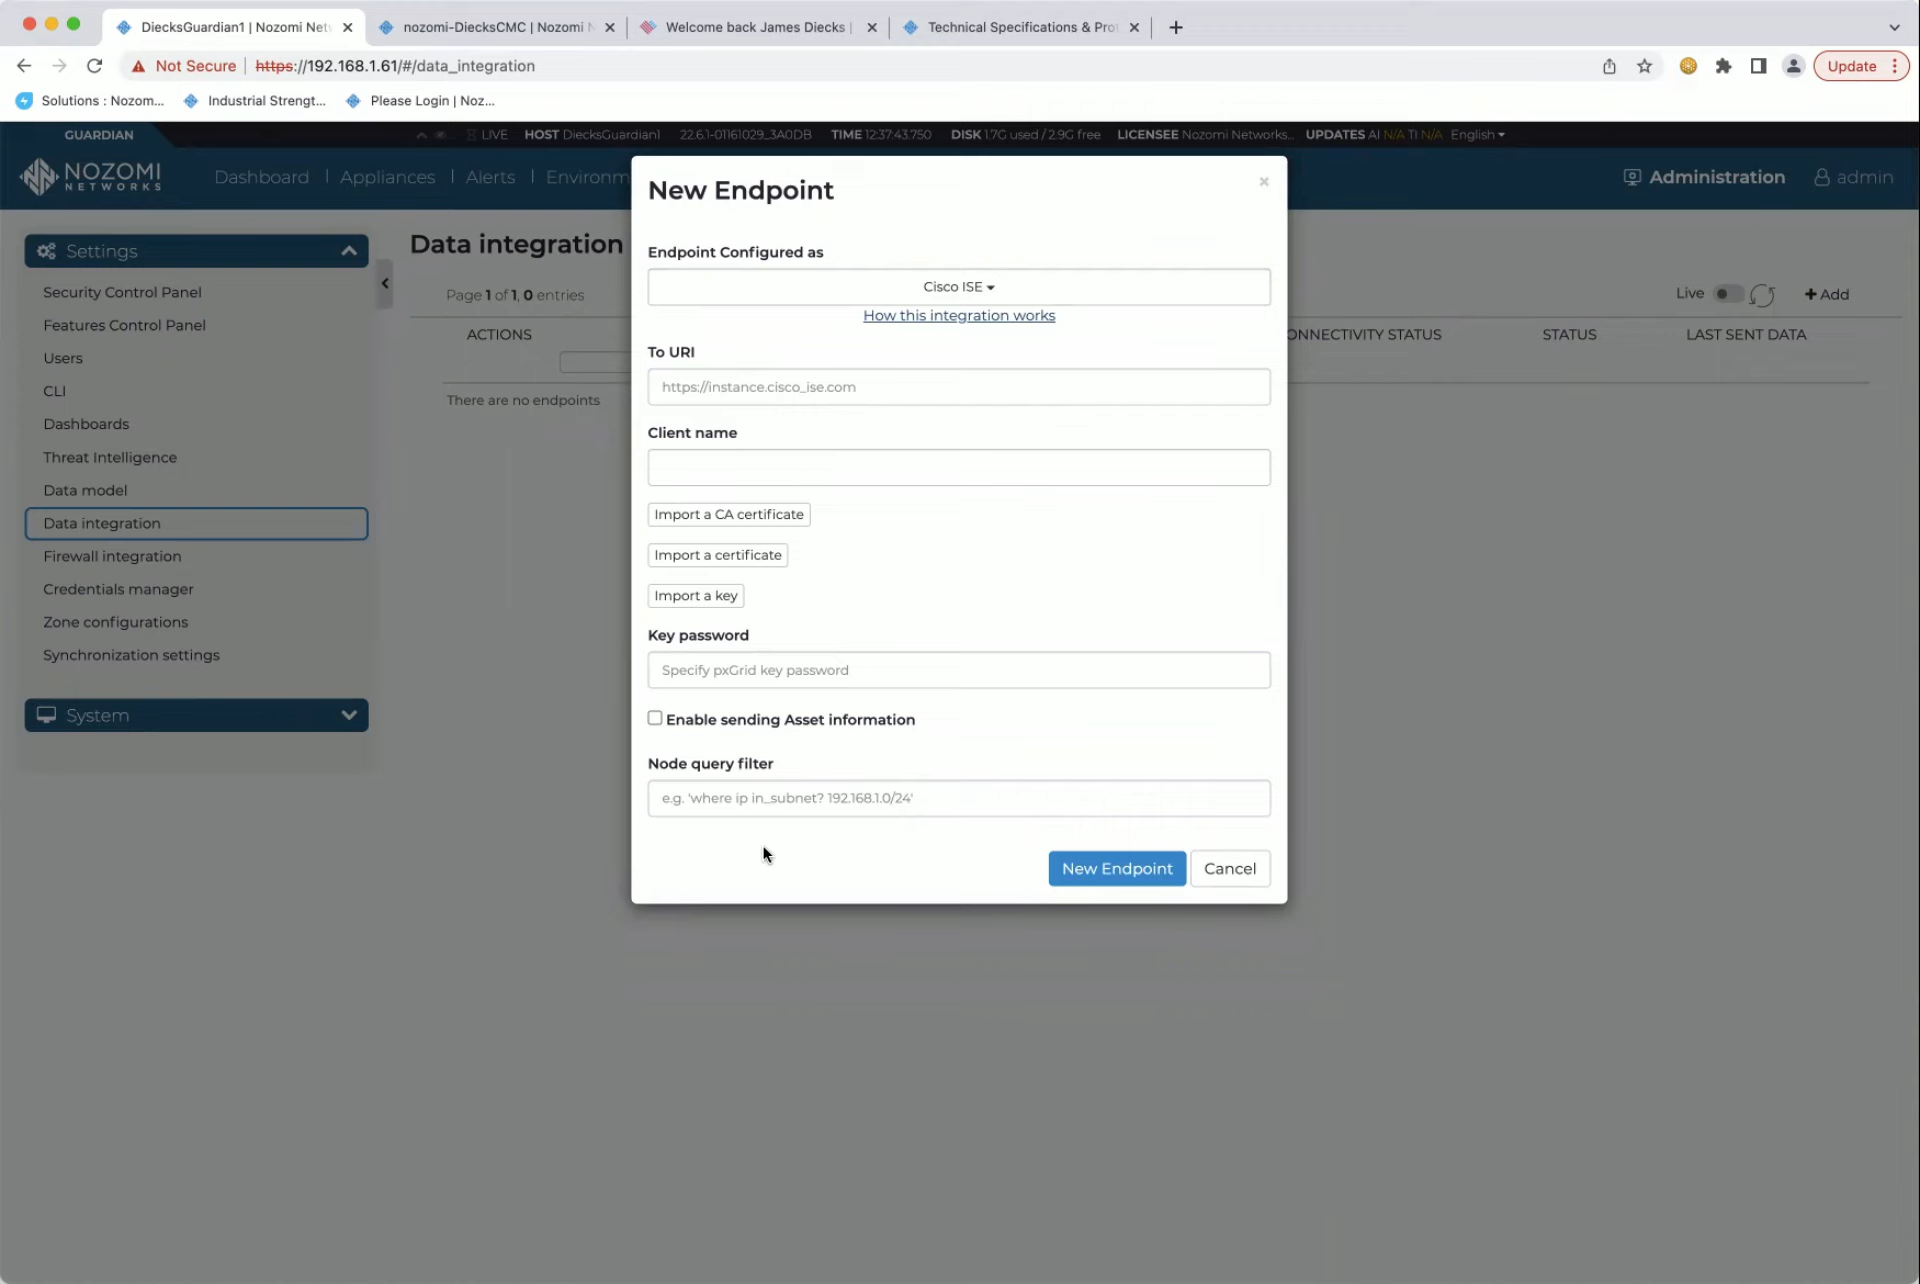 DiecksGuardian1 | Nozomi Net
nozomi-DiecksCMC | Nozomi N
Welcome back James Diecks |
Technical Specifications & Pro
Not Secure
https://192.168.1.61/#/data_integration
Update
Solutions : Nozom...
Industrial Strengt...
Please Login | Noz...
GUARDIAN
LIVE HOST DiecksGuardian1 22.6.1-01161029_3A0DB TIME 12:37:43.750 DISK 1.7G used / 2.9G free LICENSEE Nozomi Networks... UPDATES AI N/A TI N/A English
NOZOMI
NETWORKS
Dashboard | Appliances | Alerts | Environm
Administration
admin
Settings
Security Control Panel
Features Control Panel
Users
CLI
Dashboards
Threat Intelligence
Data model
Data integration
Firewall integration
Credentials manager
Zone configurations
Synchronization settings
System
Data integration
Page 1 of 1, 0 entries
Live
+ Add
ACTIONS
ONNECTIVITY STATUS
STATUS
LAST SENT DATA
There are no endpoints
New Endpoint
×
Endpoint Configured as
Cisco ISE
How this integration works
To URI
https://instance.cisco_ise.com
Client name
Import a CA certificate
Import a certificate
Import a key
Key password
Specify pxGrid key password
Enable sending Asset information
Node query filter
e.g. 'where ip in_subnet? 192.168.1.0/24'
New Endpoint
Cancel